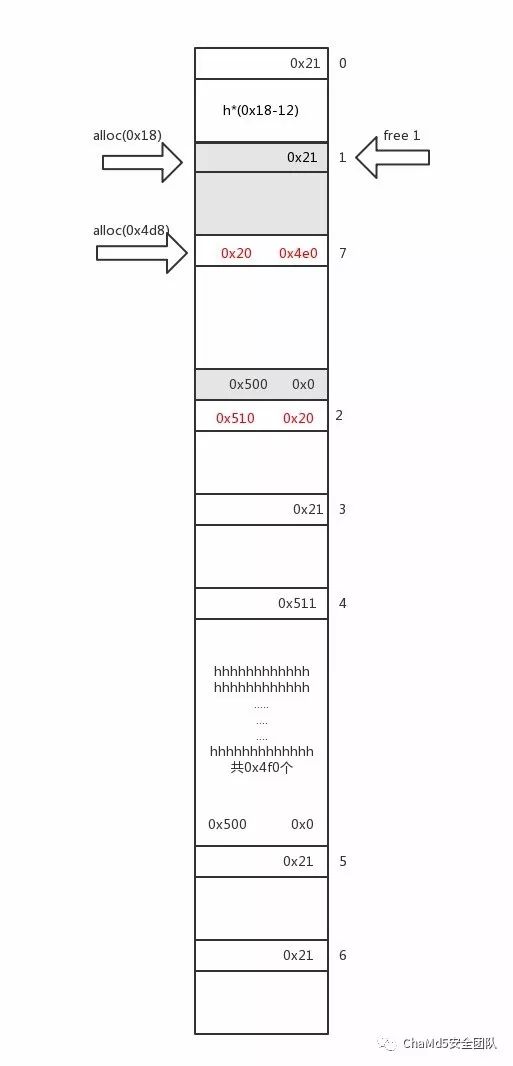 0x21 0
h*(0x18-12)
alloc(0x18) free 1
0x21 1
alloc(0x4d8)
0x20 0x4e0 7
0x500 0x0
0x510 0x20 2
0x21 3
0x511 4
hhhhhhhhhhhh
hhhhhhhhhhhh
.....
....
....
hhhhhhhhhhhhh
共0x4f0个
0x500 0x0
0x21 5
0x21 6
ChaMd5安全团队